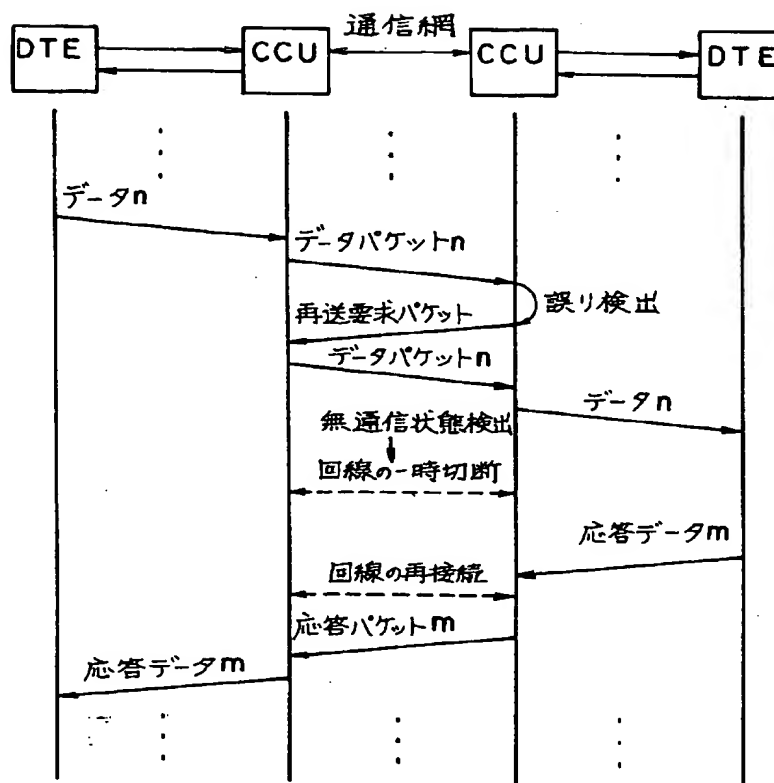 通信網
DTE
CCU
CCU
DTE
データn
データパケットn
誤り検出
再送要求パケット
データパケットn
データn
無通信状態検出
回線の一時切断
応答データm
回線の再接続
応答パケットm
応答データm